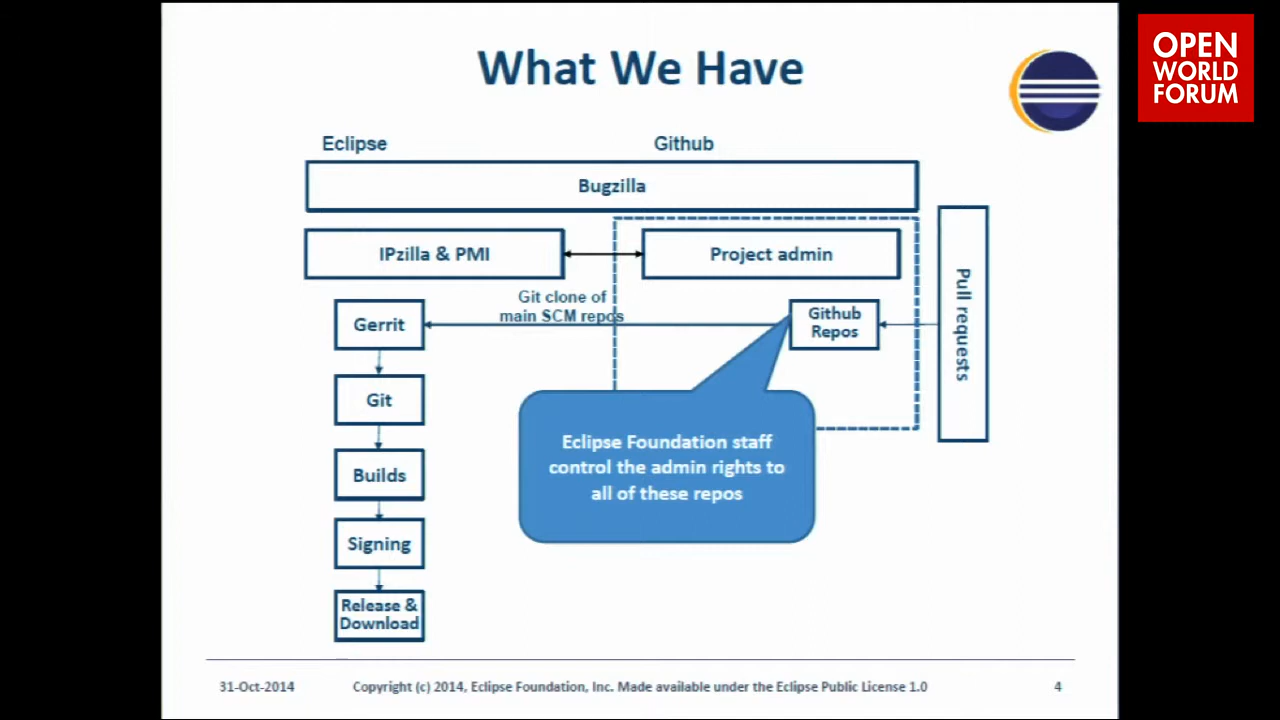 What We Have
OPEN
WORLD
FORUM
Eclipse
Github
Bugzilla
IPzilla & PMI
Project admin
Pull requests
Git clone of
main SCM repos
Gerrit
Github
Repos
Git
Eclipse Foundation staff
control the admin rights to
all of these repos
Builds
Signing
Release &
Download
31-Oct-2014
Copyright (c) 2014, Eclipse Foundation, Inc. Made available under the Eclipse Public License 1.0
4